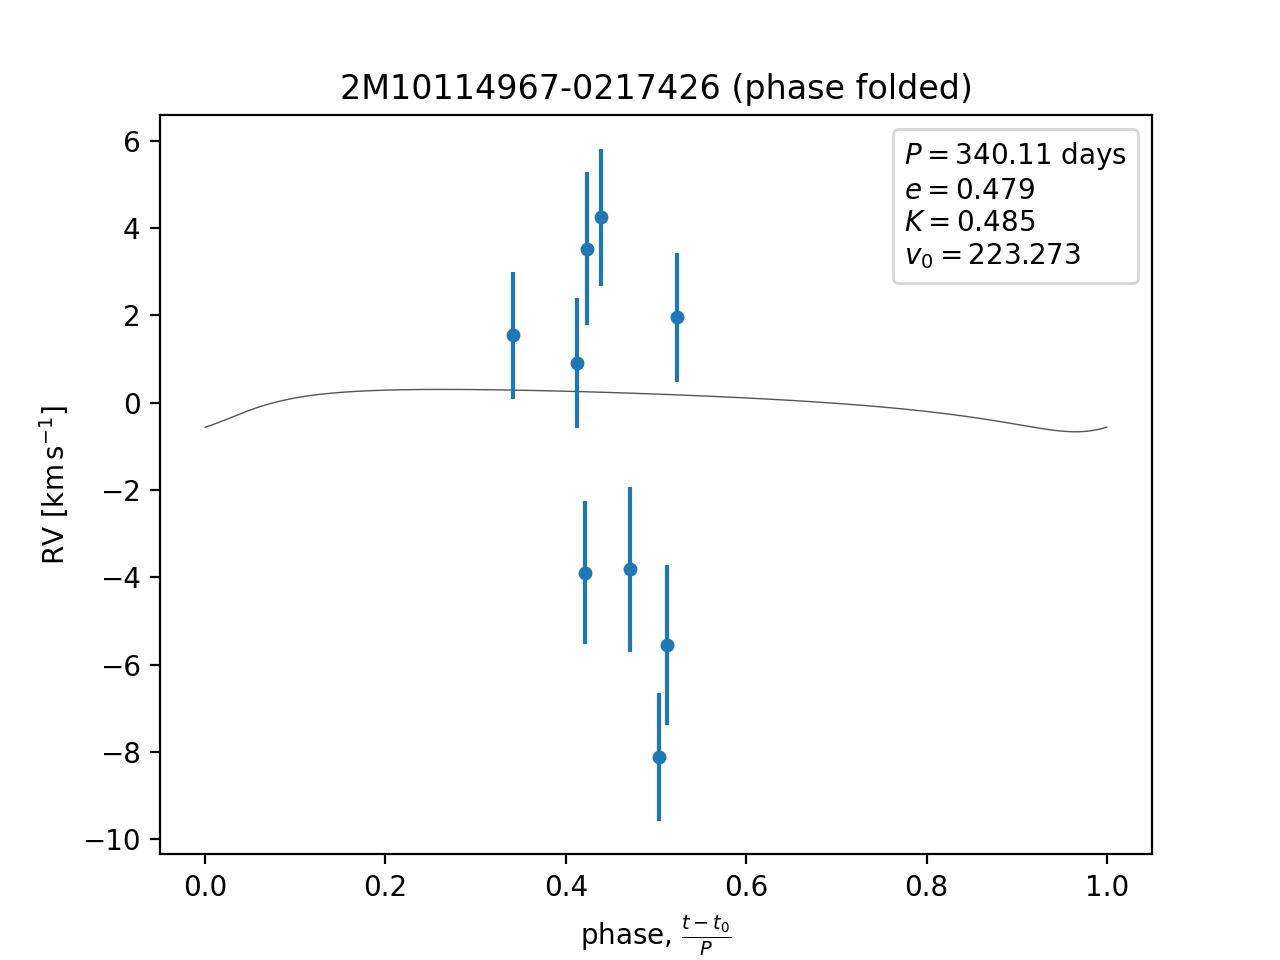 2M10114967-0217426 (phase folded)
P = 340.11 days
e = 0.479
K = 0.485
v₀ = 223.273
6
4
2
0
−2
−4
−6
−8
−10
RV [km s⁻¹]
0.0 0.2 0.4 0.6 0.8 1.0
phase, (t − t₀)/P